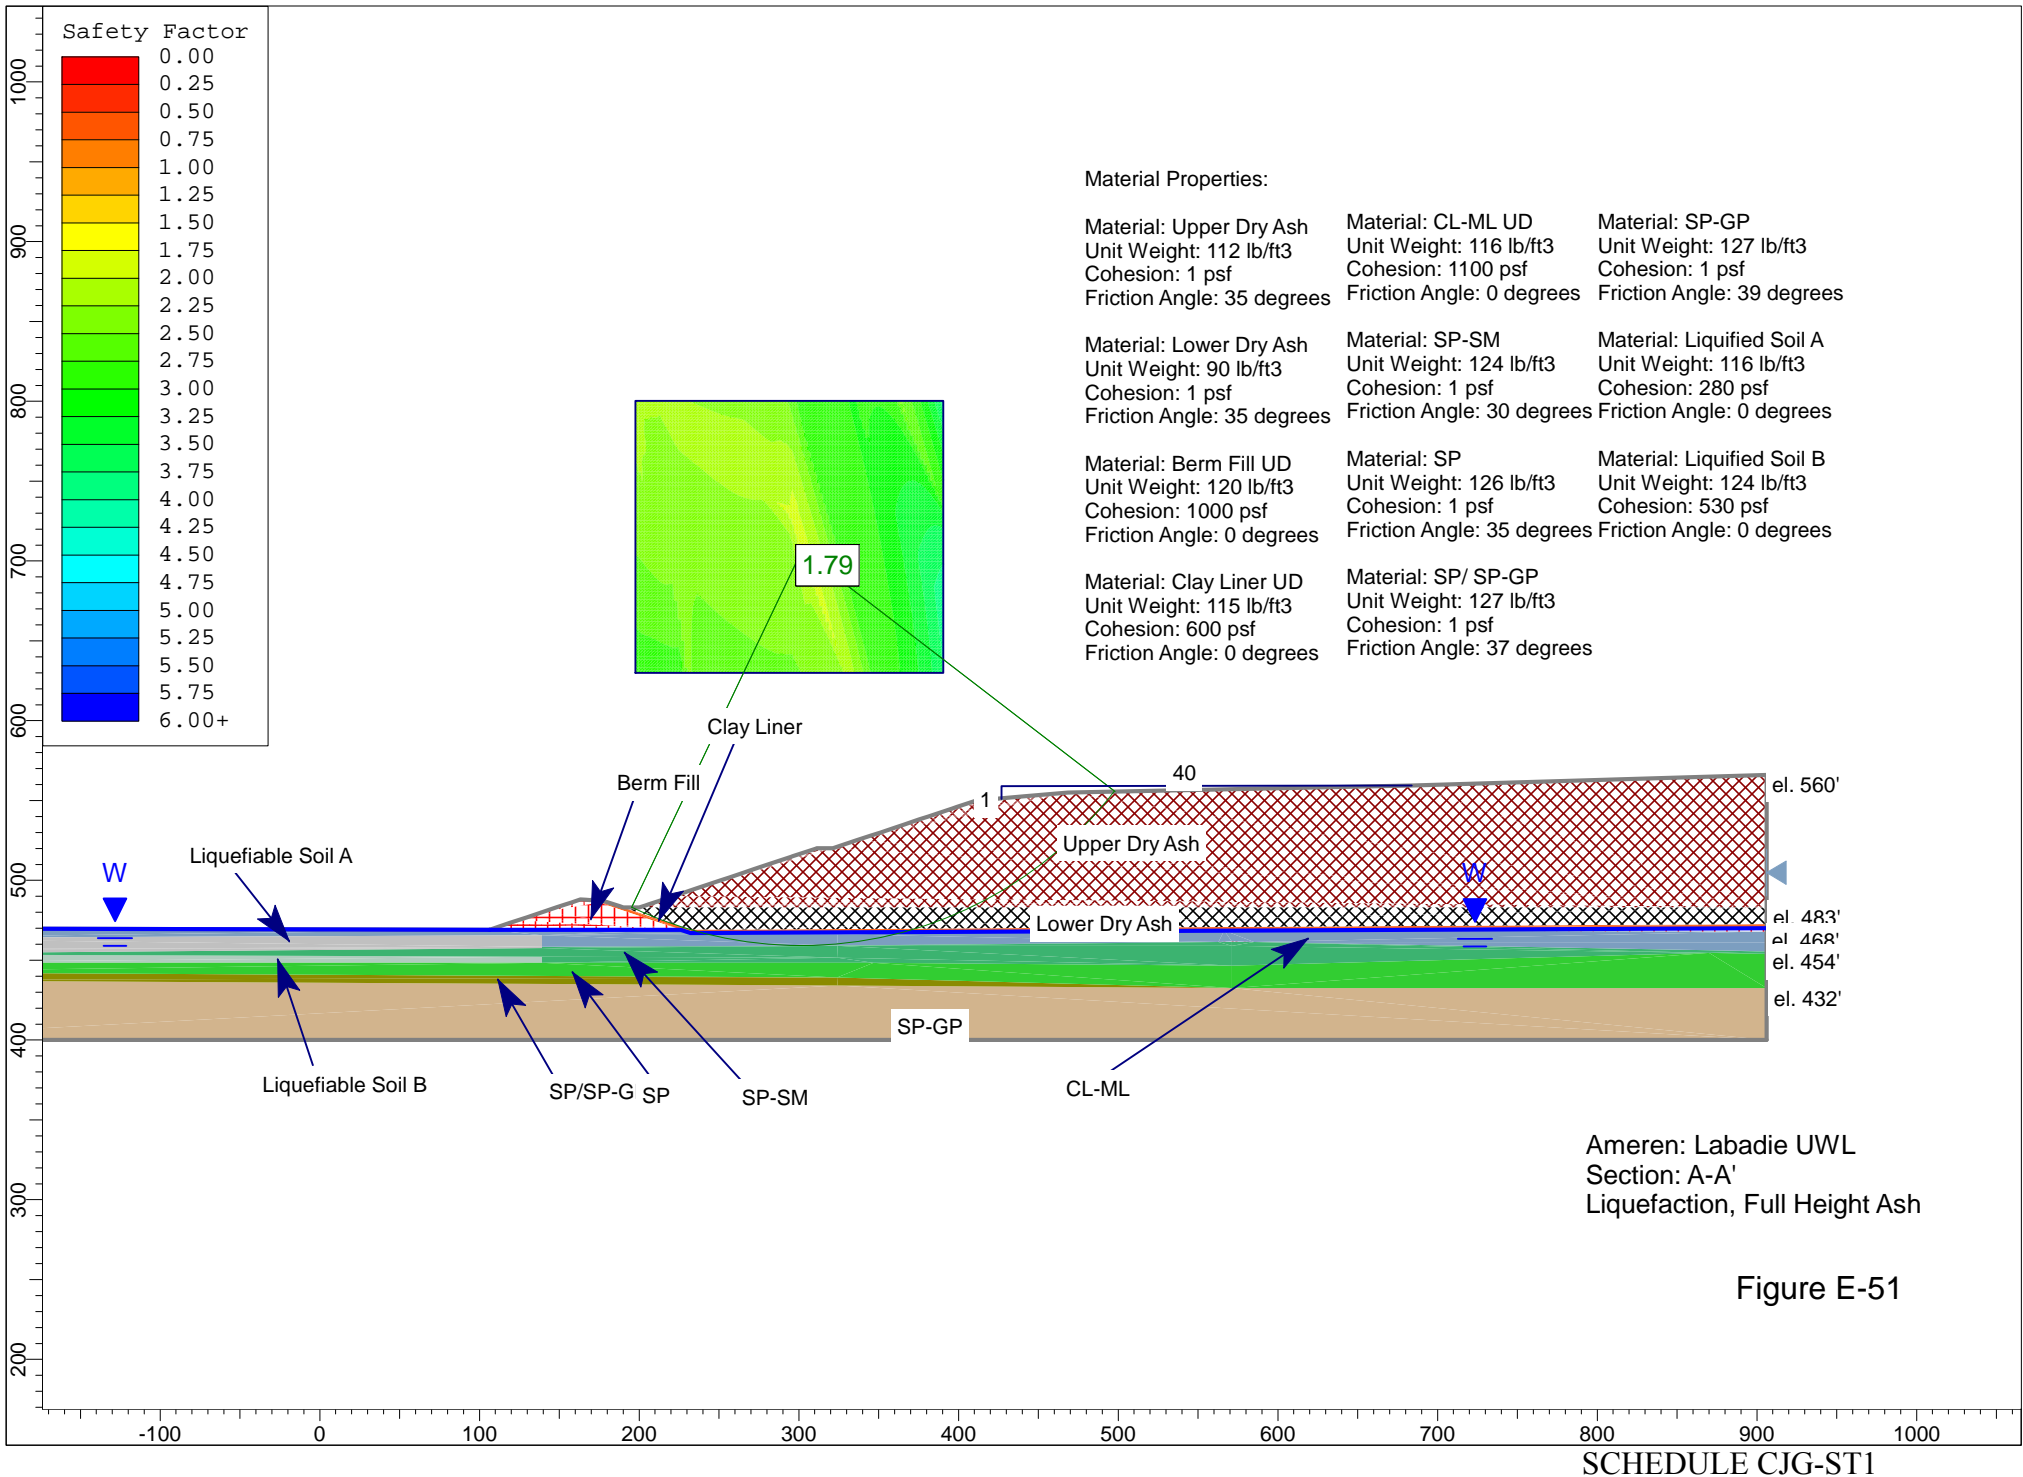 Safety Factor
0.00
0.25
0.50
0.75
1.00
1.25
1.50
1.75
2.00
2.25
2.50
2.75
3.00
3.25
3.50
3.75
4.00
4.25
4.50
4.75
5.00
5.25
5.50
5.75
6.00+
1000
900
800
700
600
500
400
300
200
Material Properties:
Material: Upper Dry Ash
Unit Weight: 112 lb/ft3
Cohesion: 1 psf
Friction Angle: 35 degrees
Material: Lower Dry Ash
Unit Weight: 90 lb/ft3
Cohesion: 1 psf
Friction Angle: 35 degrees
Material: Berm Fill UD
Unit Weight: 120 lb/ft3
Cohesion: 1000 psf
Friction Angle: 0 degrees
Material: Clay Liner UD
Unit Weight: 115 lb/ft3
Cohesion: 600 psf
Friction Angle: 0 degrees
Material: CL-ML UD
Unit Weight: 116 lb/ft3
Cohesion: 1100 psf
Friction Angle: 0 degrees
Material: SP-SM
Unit Weight: 124 lb/ft3
Cohesion: 1 psf
Friction Angle: 30 degrees
Material: SP
Unit Weight: 126 lb/ft3
Cohesion: 1 psf
Friction Angle: 35 degrees
Material: SP/ SP-GP
Unit Weight: 127 lb/ft3
Cohesion: 1 psf
Friction Angle: 37 degrees
Material: SP-GP
Unit Weight: 127 lb/ft3
Cohesion: 1 psf
Friction Angle: 39 degrees
Material: Liquified Soil A
Unit Weight: 116 lb/ft3
Cohesion: 280 psf
Friction Angle: 0 degrees
Material: Liquified Soil B
Unit Weight: 124 lb/ft3
Cohesion: 530 psf
Friction Angle: 0 degrees
1.79
Clay Liner
Berm Fill
40
1
el. 560'
Upper Dry Ash
Liquefiable Soil A
W
W
Lower Dry Ash
el. 483'
el. 468'
el. 454'
el. 432'
SP-GP
Liquefiable Soil B
SP/SP-G
SP
SP-SM
CL-ML
Ameren: Labadie UWL
Section: A-A'
Liquefaction, Full Height Ash
Figure E-51
-100
0
100
200
300
400
500
600
700
800
900
1000
SCHEDULE CJG-ST1